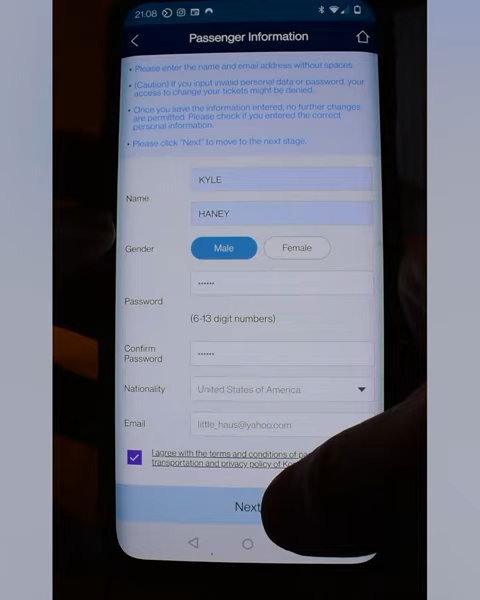 21:08
Passenger Information
• Please enter the name and email address without spaces.
• (Caution) If you input invalid personal data or password, your
access to change your tickets might be denied.
• Once you save the information entered, no further changes
are permitted. Please check if you entered the correct
personal information.
• Please click "Next" to move to the next stage.
Name
KYLE
HANEY
Gender
Male
Female
Password
••••••
(6-13 digit numbers)
Confirm
Password
••••••
Nationality
United States of America
Email
little_haus@yahoo.com
I agree with the terms and conditions of
transportation and privacy policy of
Next